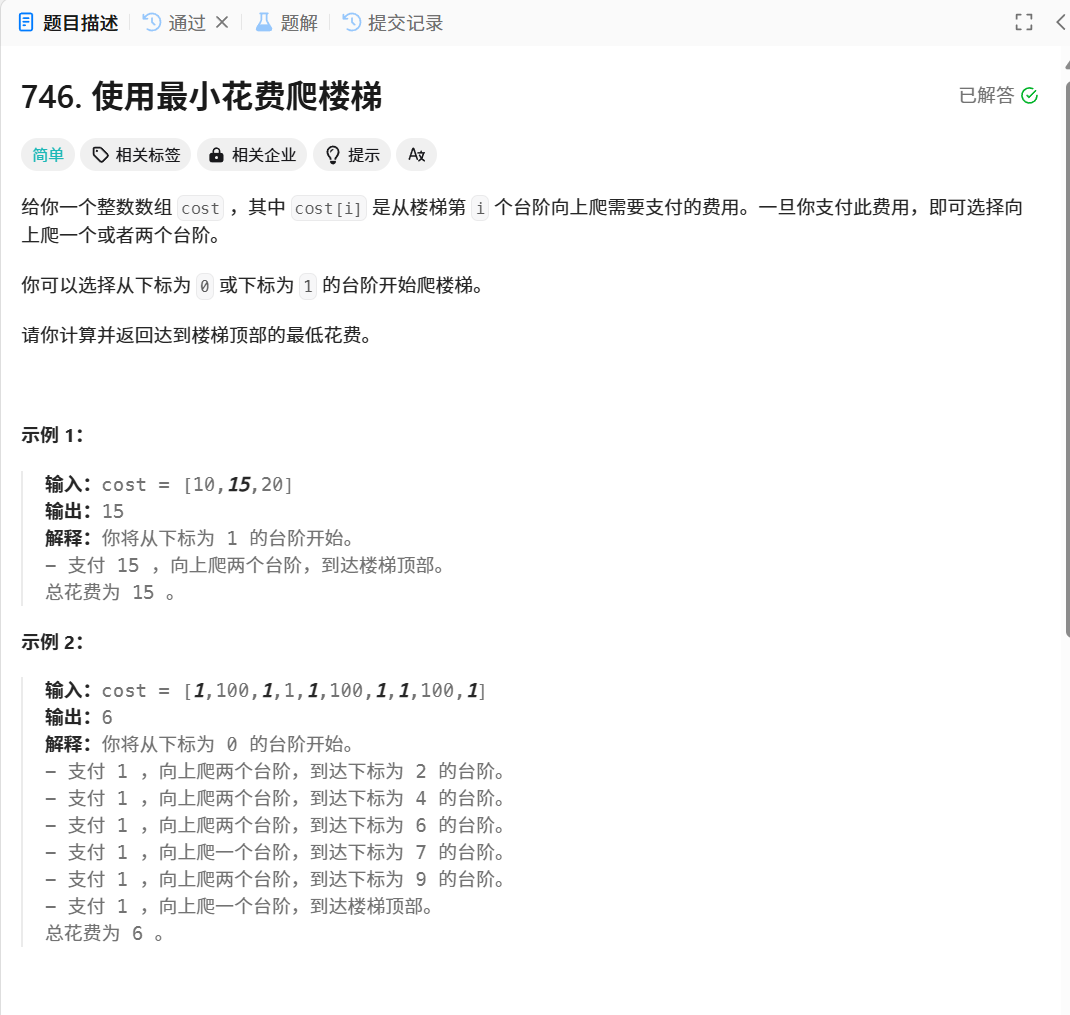 题目描述 通过 题解 提交记录
746. 使用最小花费爬楼梯
已解答
简单 相关标签 相关企业 提示
给你一个整数数组 cost ，其中 cost[i] 是从楼梯第 i 个台阶向上爬需要支付的费用。一旦你支付此费用，即可选择向
上爬一个或者两个台阶。
你可以选择从下标为 0 或下标为 1 的台阶开始爬楼梯。
请你计算并返回达到楼梯顶部的最低花费。
示例 1：
输入：cost = [10,15,20]
输出：15
解释：你将从下标为 1 的台阶开始。
- 支付 15 ，向上爬两个台阶，到达楼梯顶部。
总花费为 15 。
示例 2：
输入：cost = [1,100,1,1,1,100,1,1,100,1]
输出：6
解释：你将从下标为 0 的台阶开始。
- 支付 1 ，向上爬两个台阶，到达下标为 2 的台阶。
- 支付 1 ，向上爬两个台阶，到达下标为 4 的台阶。
- 支付 1 ，向上爬两个台阶，到达下标为 6 的台阶。
- 支付 1 ，向上爬一个台阶，到达下标为 7 的台阶。
- 支付 1 ，向上爬两个台阶，到达下标为 9 的台阶。
- 支付 1 ，向上爬一个台阶，到达楼梯顶部。
总花费为 6 。